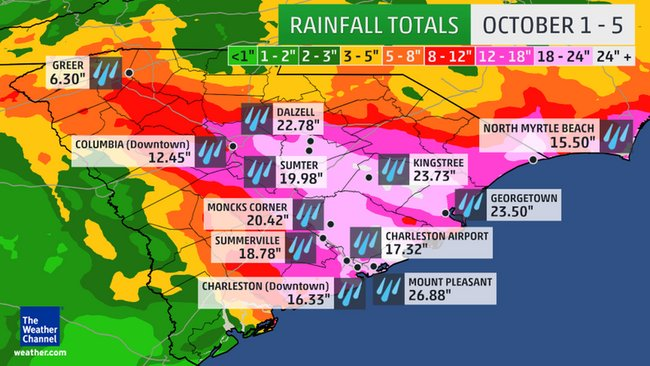 RAINFALL TOTALS
OCTOBER 1 - 5
<1" 1 - 2" 2 - 3" 3 - 5" 5 - 8" 8 - 12" 12 - 18" 18 - 24" 24" +
GREER
6.30"
DALZELL
22.78"
COLUMBIA (Downtown)
12.45"
NORTH MYRTLE BEACH
15.50"
SUMTER
19.98"
KINGSTREE
23.73"
MONCKS CORNER
20.42"
GEORGETOWN
23.50"
SUMMERVILLE
18.78"
CHARLESTON AIRPORT
17.32"
CHARLESTON (Downtown)
16.33"
MOUNT PLEASANT
26.88"
The
Weather
Channel
weather.com